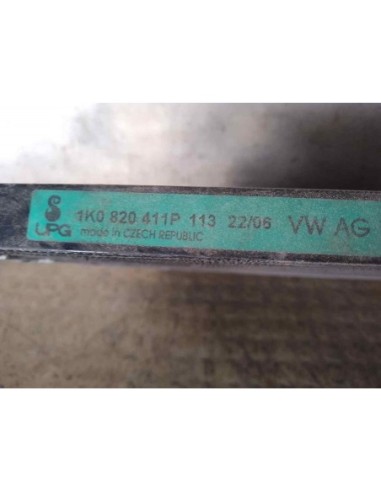 1K0 820 411P 113 22/06 VW AG
UPG made in CZECH REPUBLIC